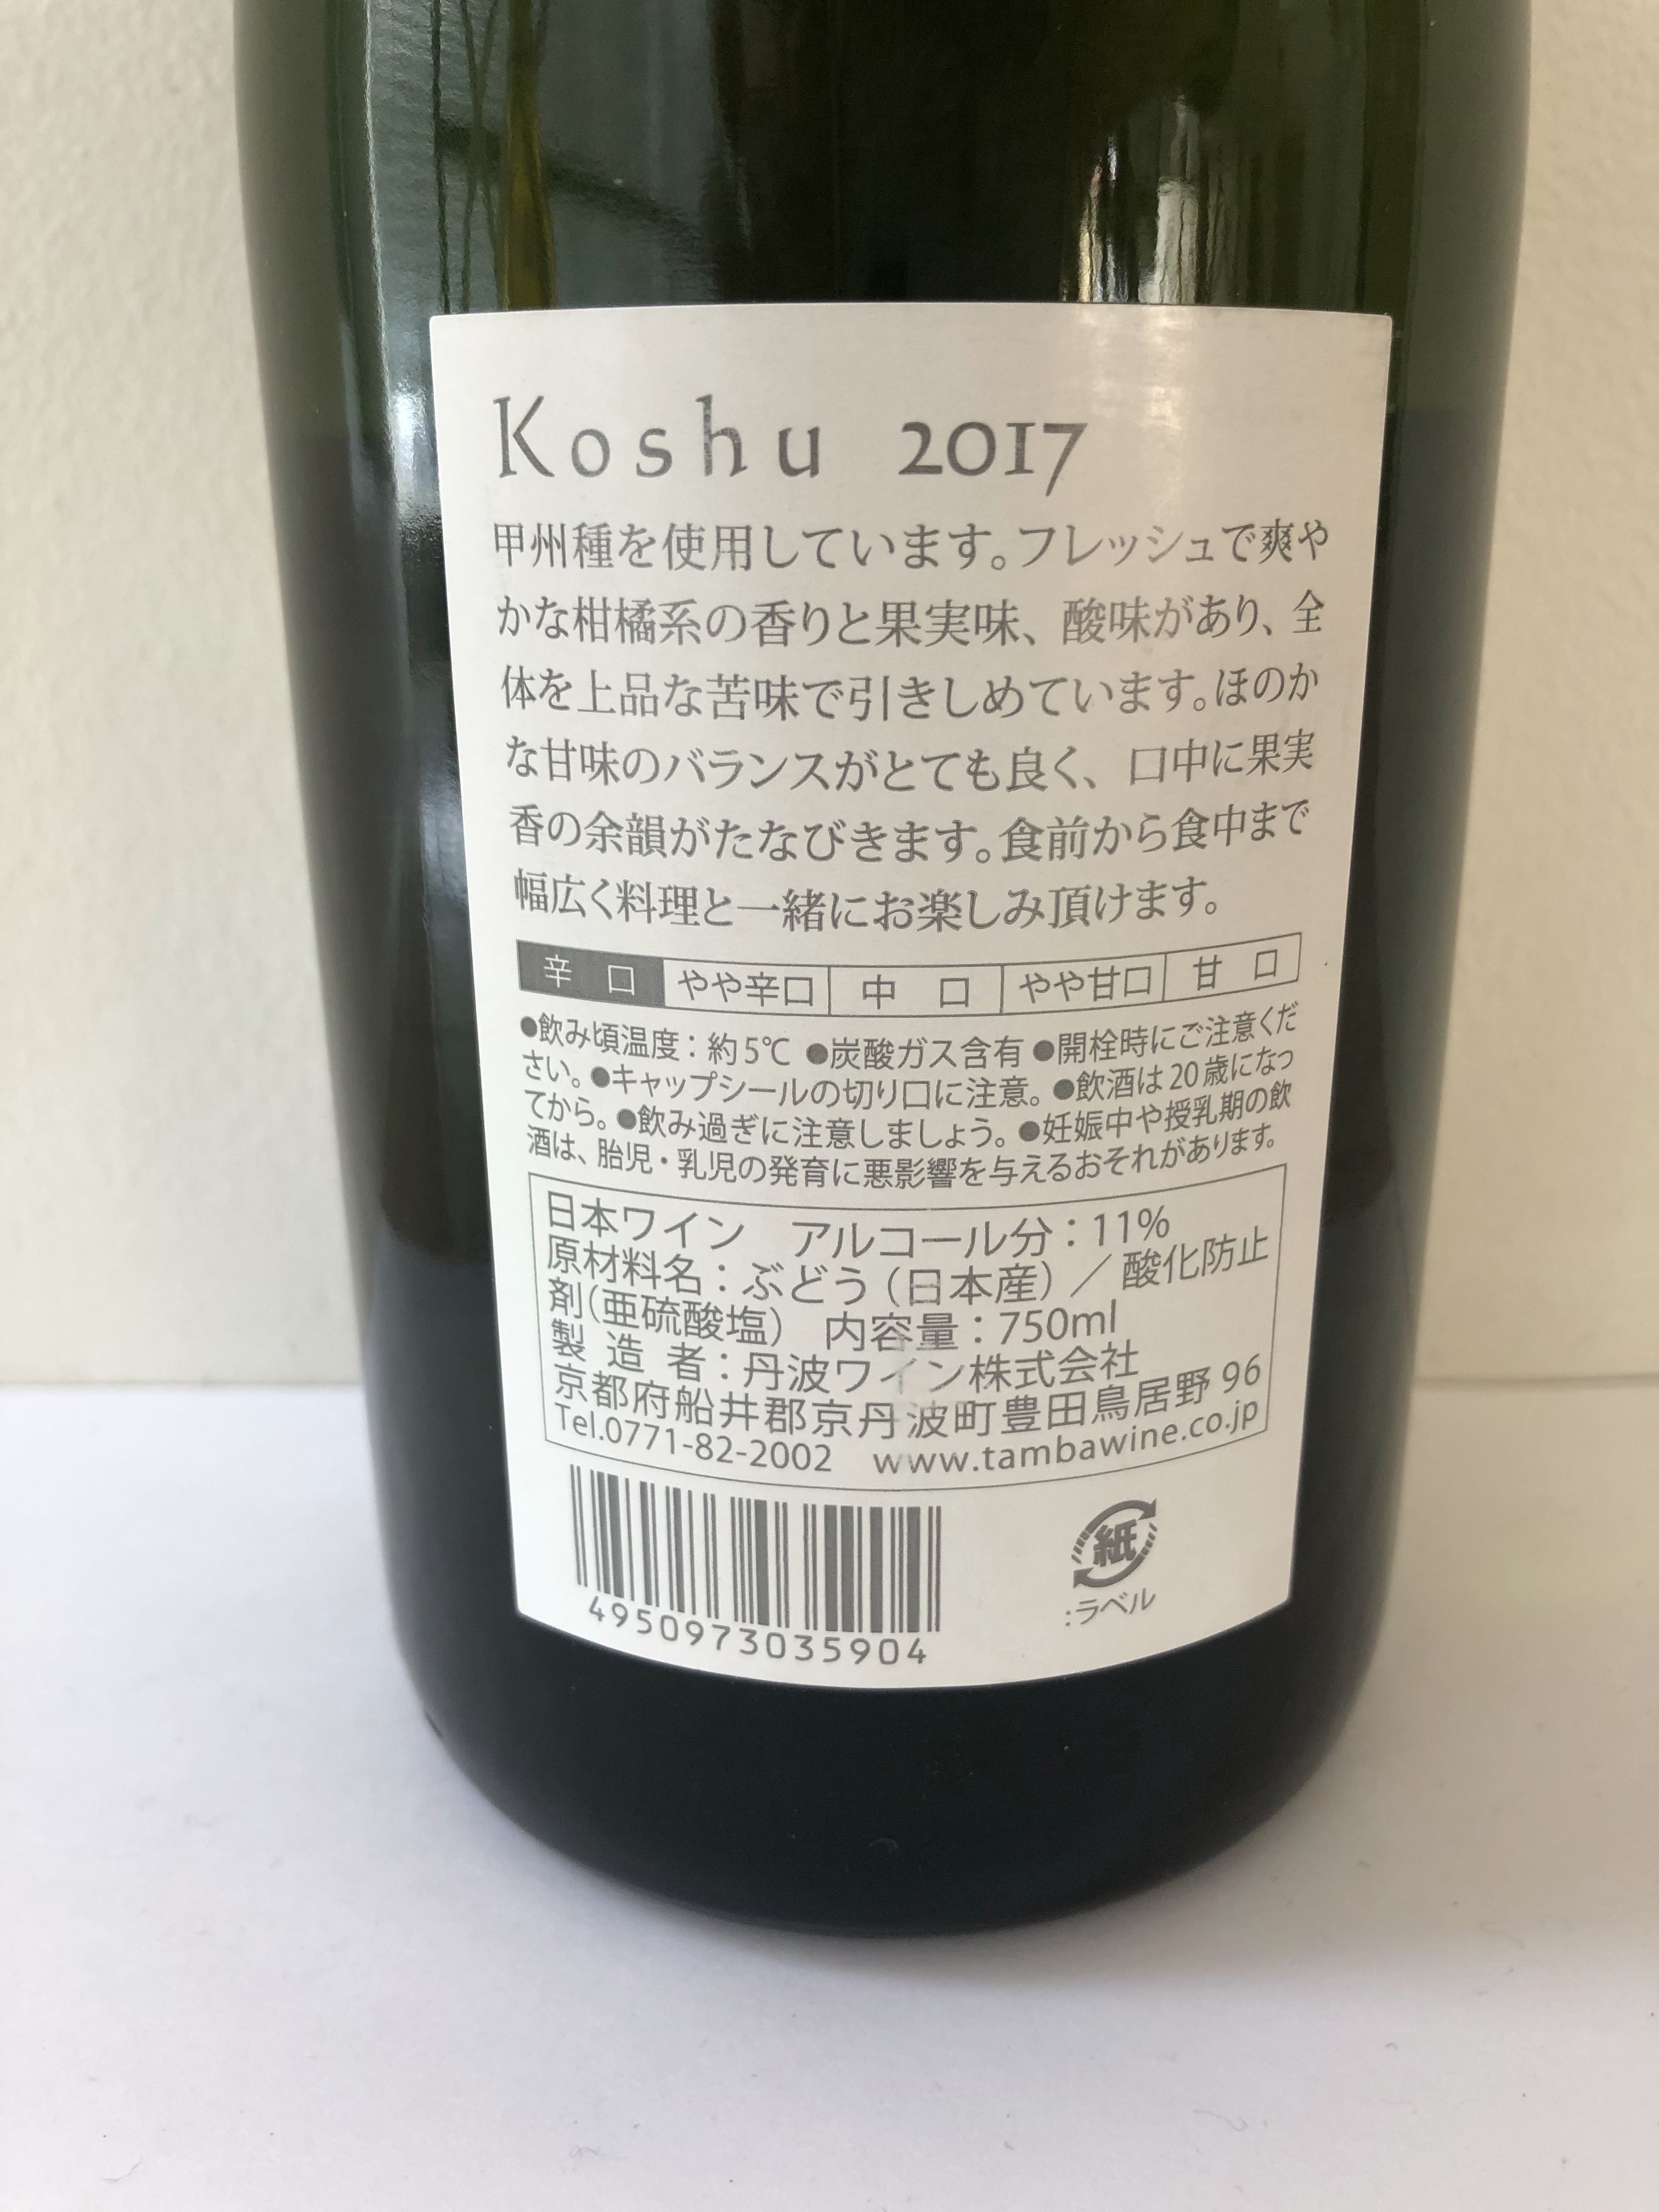 Koshu 2017
甲州種を使用しています。フレッシュで爽や
かな柑橘系の香りと果実味、酸味があり、全
体を上品な苦味で引きしめています。ほのか
な甘味のバランスがとても良く、口中に果実
香の余韻がたなびきます。食前から食中まで
幅広く料理と一緒にお楽しみ頂けます。
辛 口 やや辛口 中 口 やや甘口 甘 口
●飲み頃温度：約5℃ ●炭酸ガス含有 ●開栓時にご注意くだ
さい。●キャップシールの切り口に注意。●飲酒は20歳になっ
てから。●飲み過ぎに注意しましょう。●妊娠中や授乳期の飲
酒は、胎児・乳児の発育に悪影響を与えるおそれがあります。
日本ワイン アルコール分：11%
原材料名：ぶどう（日本産）／酸化防止
剤（亜硫酸塩） 内容量：750ml
製 造 者：丹波ワイン株式会社
京都府船井郡京丹波町豊田鳥居野96
Tel.0771-82-2002 www.tambawine.co.jp
紙
4950973035904
:ラベル